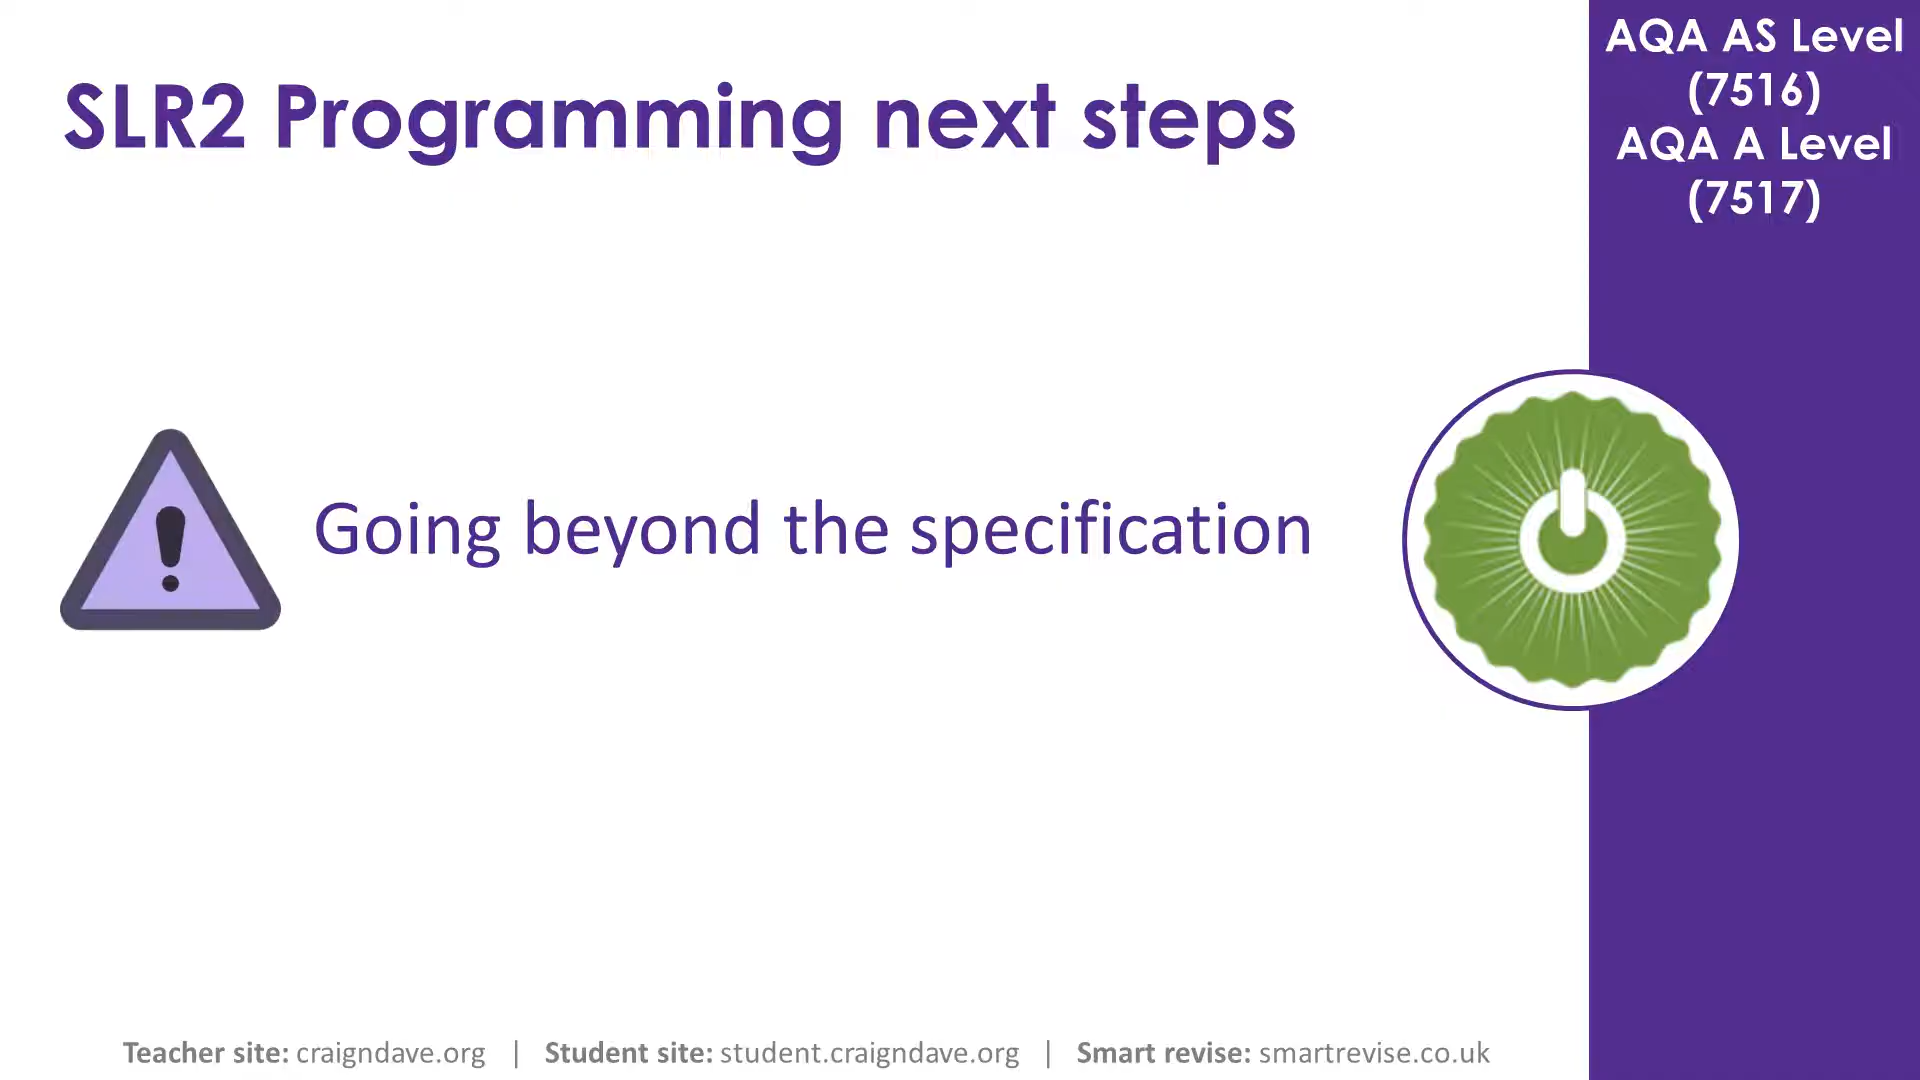 SLR2 Programming next steps
AQA AS Level
(7516)
AQA A Level
(7517)
Going beyond the specification
Teacher site: craigndave.org | Student site: student.craigndave.org | Smart revise: smartrevise.co.uk